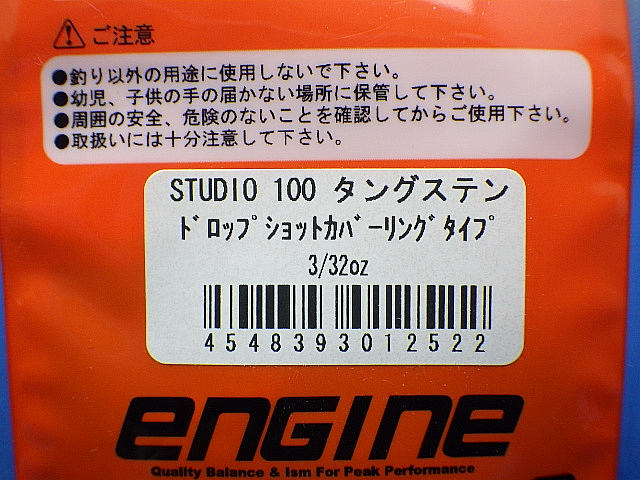 ご注意
●釣り以外の用途に使用しないで下さい。
●幼児、子供の手の届かない場所に保管して下さい。
●周囲の安全、危険のないことを確認してからご使用下さい。
●取扱いには十分注意して下さい。
STUDIO 100 タングステン
ドロップショットカバーリングタイプ
3/32oz
4548393012522
engine
Quality Balance & Ism For Peak Performance